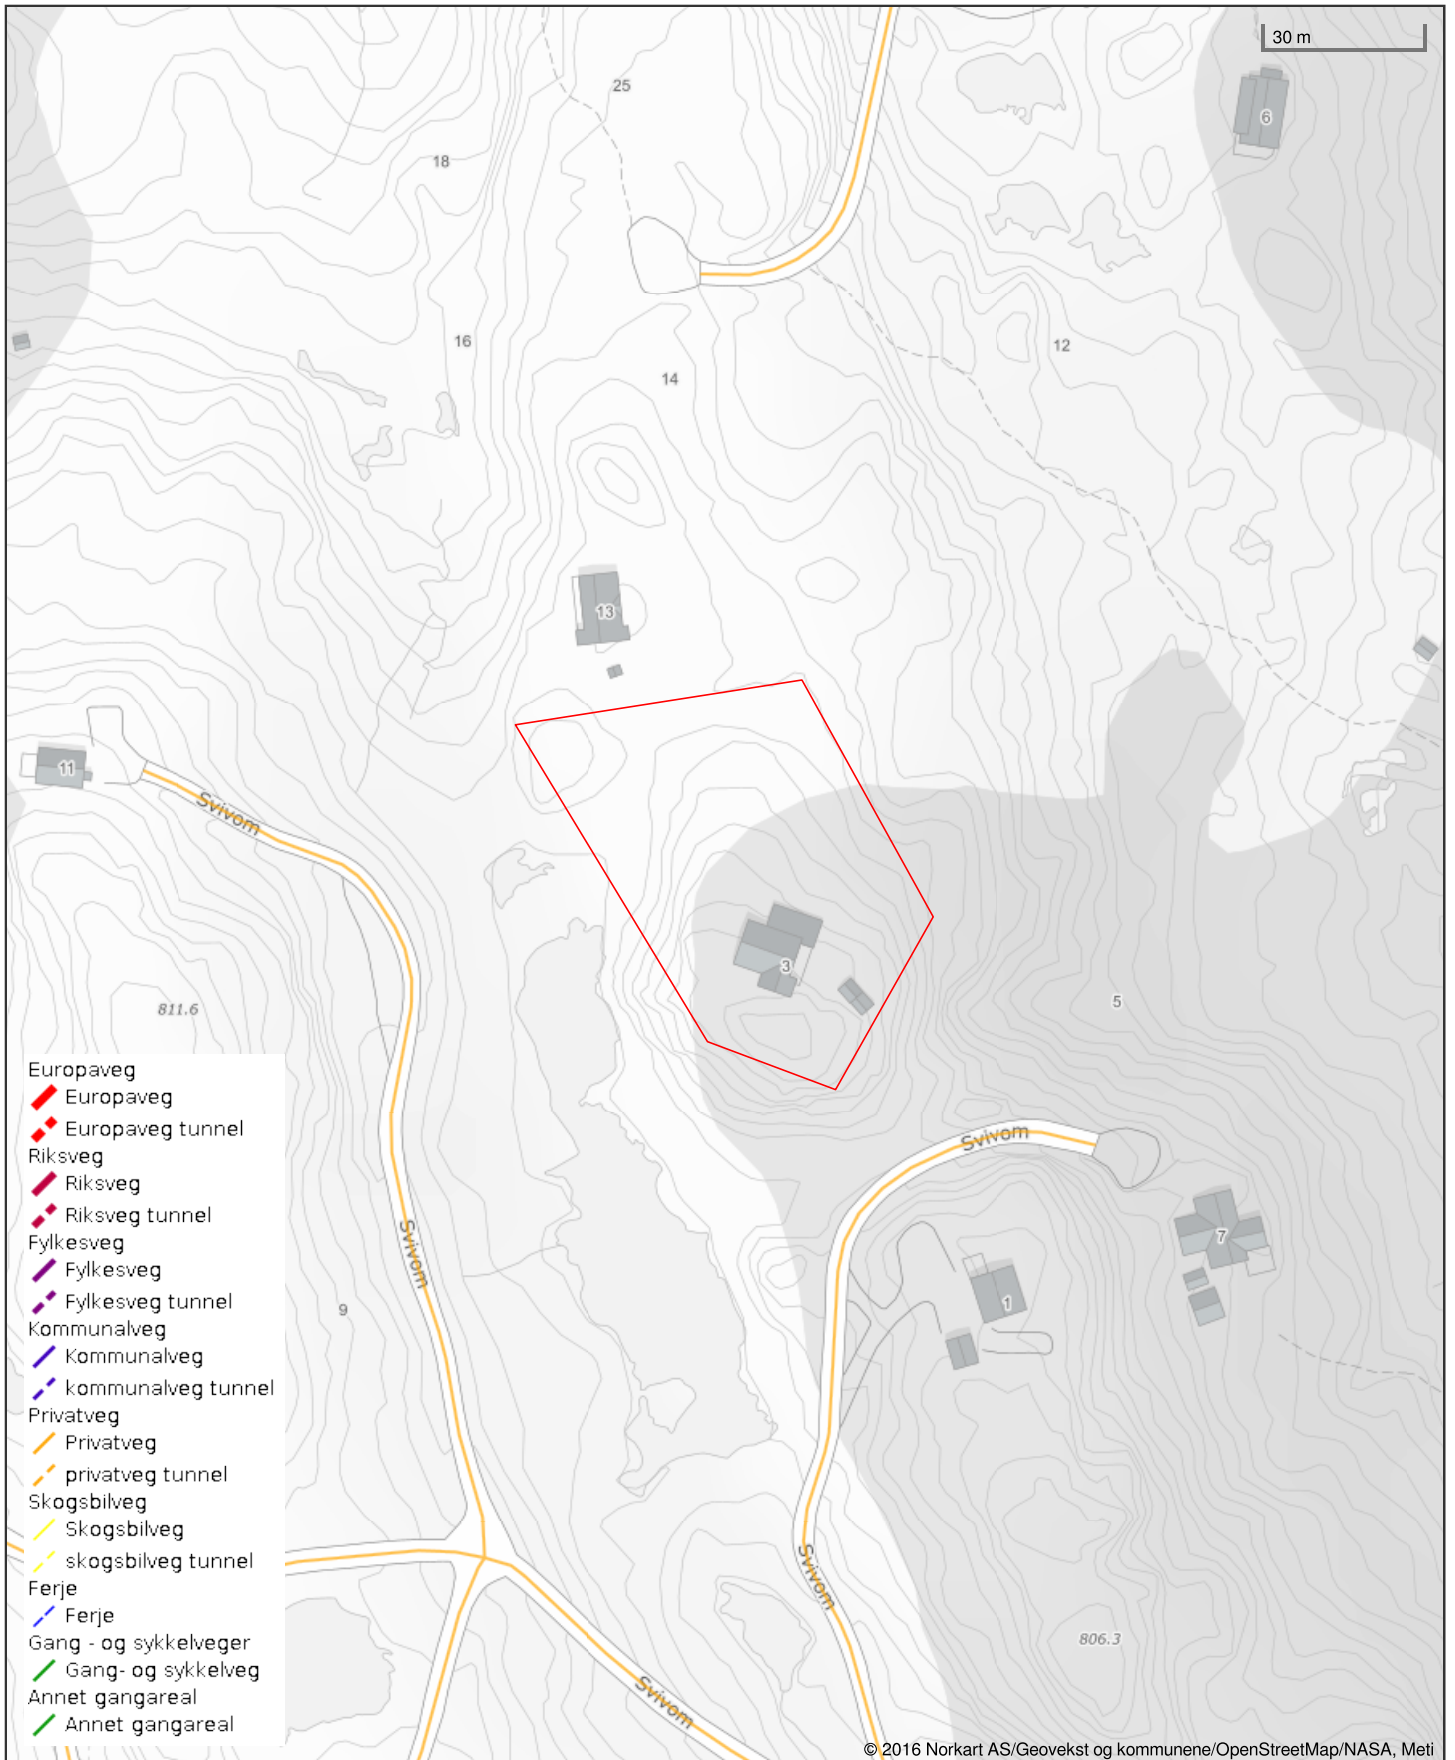 30 m
25
6
18
16
12
14
13
11
Svivom
3
5
811.6
Svivom
Svivom
7
1
9
Svivom
806.3
Svivom
Europaveg
Europaveg
Europaveg tunnel
Riksveg
Riksveg
Riksveg tunnel
Fylkesveg
Fylkesveg
Fylkesveg tunnel
Kommunalveg
Kommunalveg
kommunalveg tunnel
Privatveg
Privatveg
privatveg tunnel
Skogsbilveg
Skogsbilveg
skogsbilveg tunnel
Ferje
Ferje
Gang - og sykkelveger
Gang- og sykkelveg
Annet gangareal
Annet gangareal
© 2016 Norkart AS/Geovekst og kommunene/OpenStreetMap/NASA, Meti